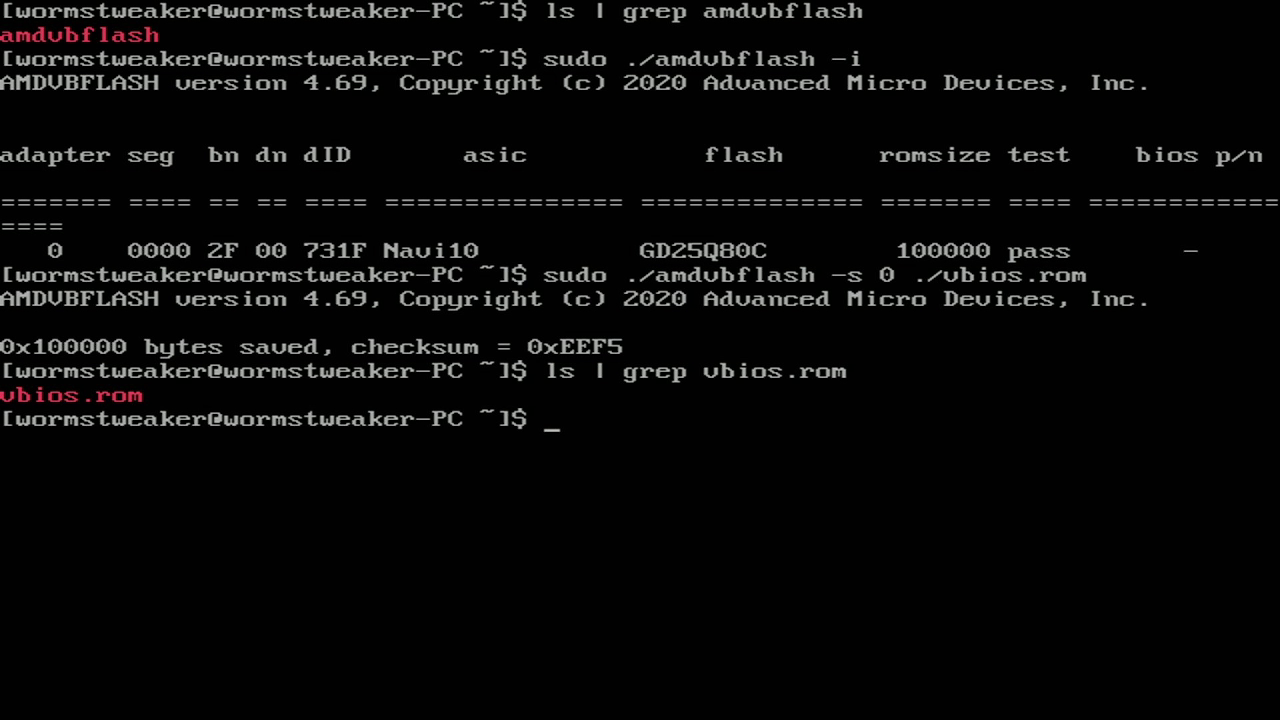 [wormstweaker@wormstweaker-PC ~]$ ls | grep amdvbflash
amdvbflash
[wormstweaker@wormstweaker-PC ~]$ sudo ./amdvbflash -i
AMDVBFLASH version 4.69, Copyright (c) 2020 Advanced Micro Devices, Inc.
adapter seg  bn dn dID       asic           flash      romsize test    bios p/n
======= ==== == == ==== =============== ============== ======= ==== ============
====
   0    0000 2F 00 731F Navi10          GD25Q80C        100000 pass      -
[wormstweaker@wormstweaker-PC ~]$ sudo ./amdvbflash -s 0 ./vbios.rom
AMDVBFLASH version 4.69, Copyright (c) 2020 Advanced Micro Devices, Inc.
0x100000 bytes saved, checksum = 0xEEF5
[wormstweaker@wormstweaker-PC ~]$ ls | grep vbios.rom
vbios.rom
[wormstweaker@wormstweaker-PC ~]$ _